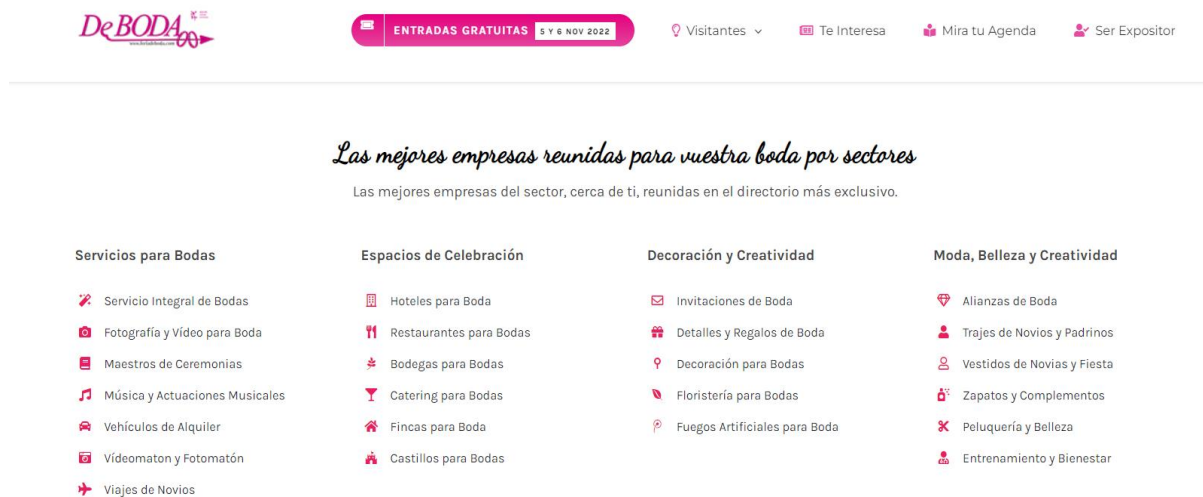 De BODA
www.feriadeboda.com
ENTRADAS GRATUITAS 5 Y 6 NOV 2022
Visitantes
Te Interesa
Mira tu Agenda
Ser Expositor
Las mejores empresas reunidas para vuestra boda por sectores
Las mejores empresas del sector, cerca de ti, reunidas en el directorio más exclusivo.
Servicios para Bodas
Servicio Integral de Bodas
Fotografía y Vídeo para Boda
Maestros de Ceremonias
Música y Actuaciones Musicales
Vehículos de Alquiler
Vídeomaton y Fotomatón
Viajes de Novios
Espacios de Celebración
Hoteles para Boda
Restaurantes para Bodas
Bodegas para Bodas
Catering para Bodas
Fincas para Boda
Castillos para Bodas
Decoración y Creatividad
Invitaciones de Boda
Detalles y Regalos de Boda
Decoración para Bodas
Floristería para Bodas
Fuegos Artificiales para Boda
Moda, Belleza y Creatividad
Alianzas de Boda
Trajes de Novios y Padrinos
Vestidos de Novias y Fiesta
Zapatos y Complementos
Peluquería y Belleza
Entrenamiento y Bienestar